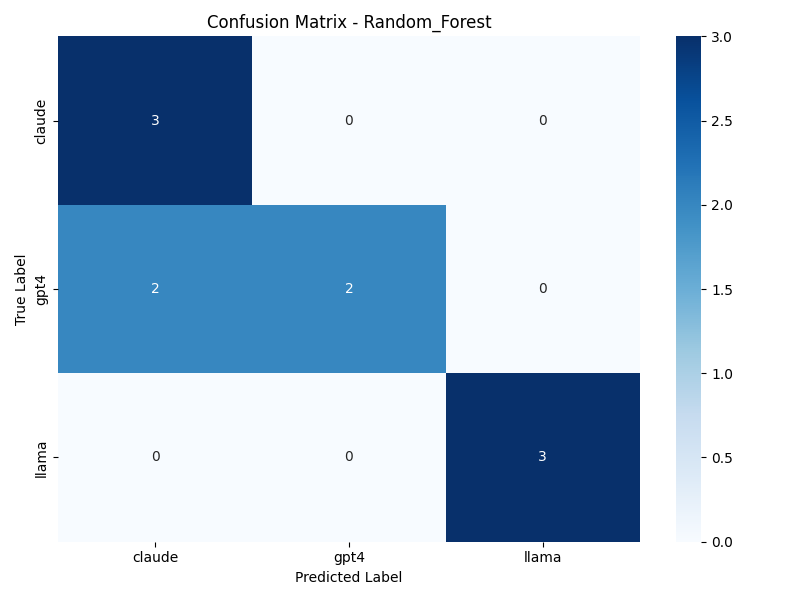 Confusion Matrix - Random_Forest
claude
3
0
0
3.0
2.5
2.0
True Label
gpt4
2
2
0
1.5
1.0
llama
0
0
3
0.5
0.0
claude
gpt4
llama
Predicted Label